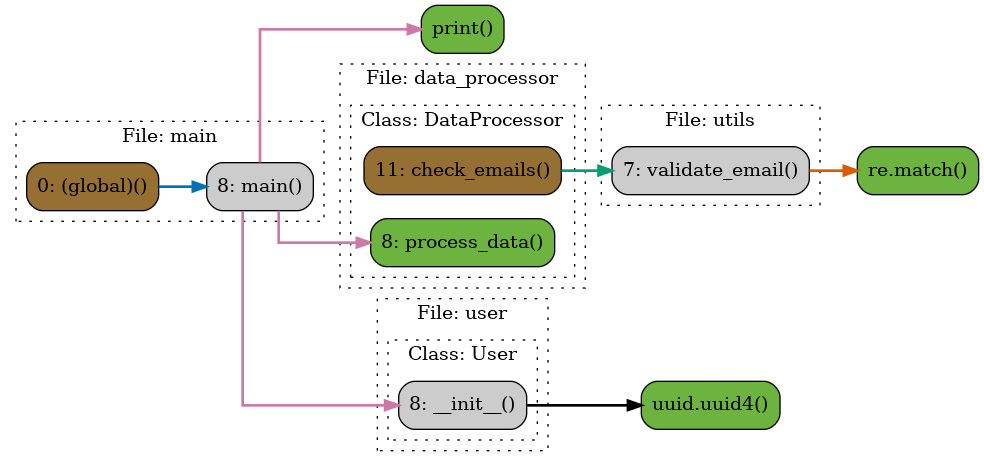 print()
File: main
0: (global)()
8: main()
File: data_processor
Class: DataProcessor
11: check_emails()
8: process_data()
File: utils
7: validate_email()
re.match()
File: user
Class: User
8: __init__()
uuid.uuid4()